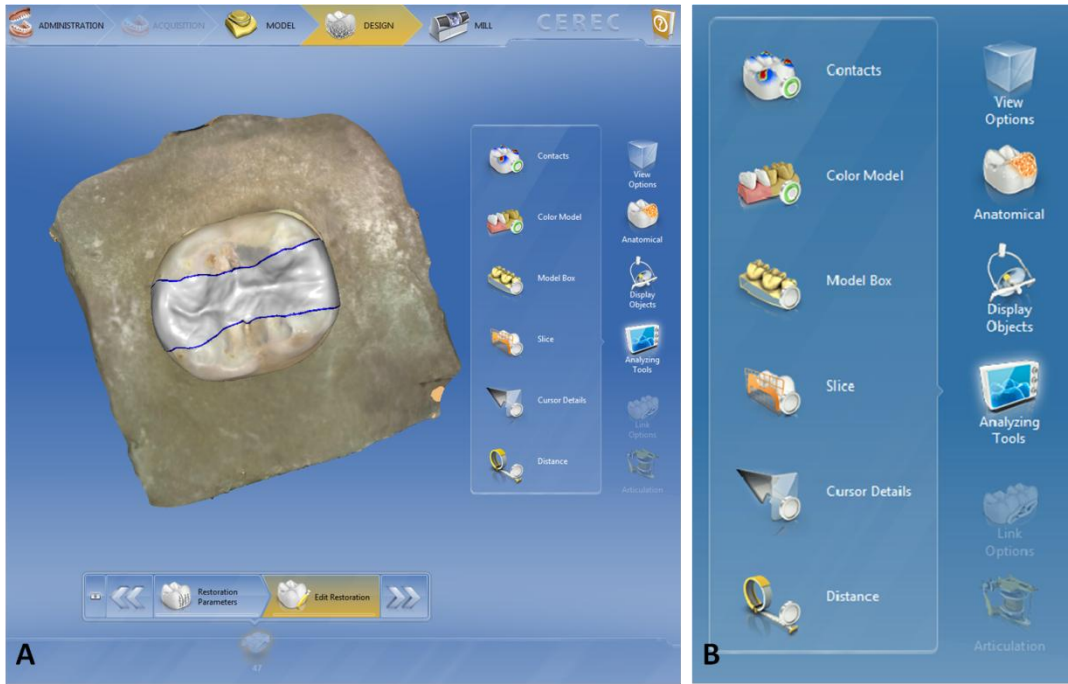 ADMINISTRATION
ACQUISITION
MODEL
DESIGN
MILL
CEREC
Contacts
Color Model
Model Box
Slice
Cursor Details
Distance
View
Options
Anatomical
Display
Objects
Analyzing
Tools
Link
Options
Articulation
Restoration
Parameters
Edit Restoration
47
A
Contacts
Color Model
Model Box
Slice
Cursor Details
Distance
View
Options
Anatomical
Display
Objects
Analyzing
Tools
Link
Options
Articulation
B